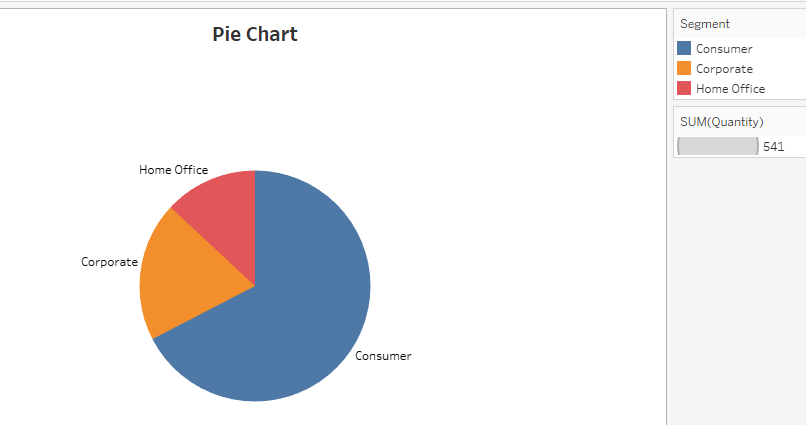 Pie Chart
Home Office
Corporate
Consumer
Segment
Consumer
Corporate
Home Office
SUM(Quantity)
541